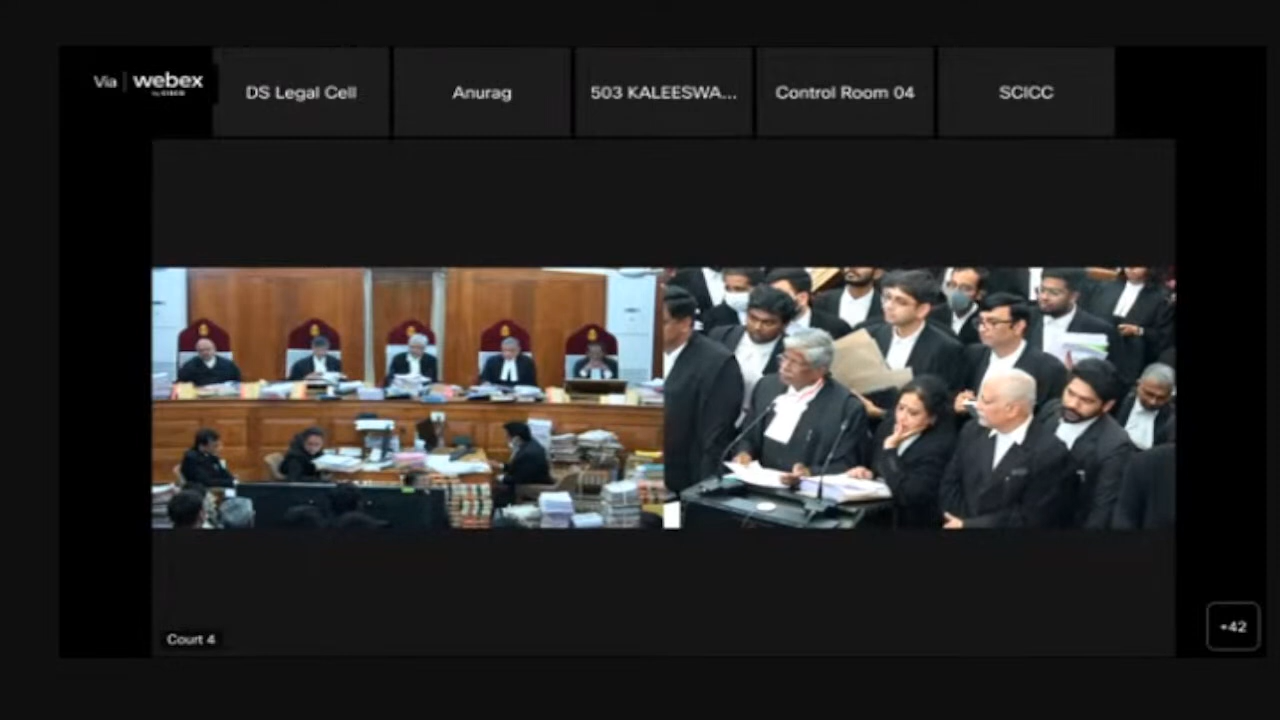 Via webex
by CISCO
DS Legal Cell
Anurag
503 KALEESWA...
Control Room 04
SCICC
Court 4
+42